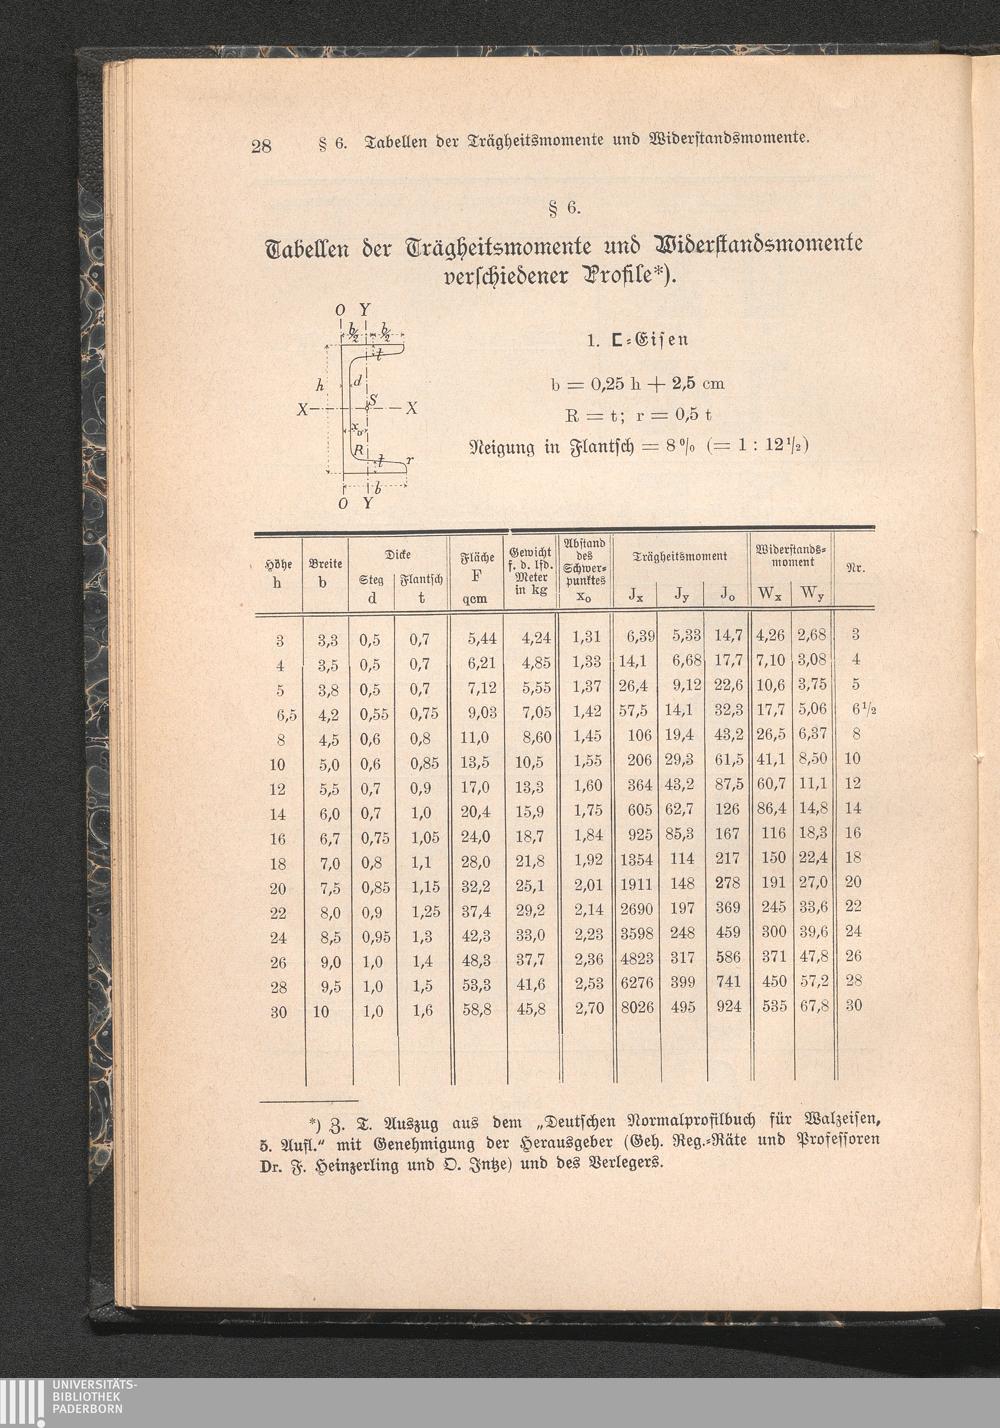 28 § 6. Tabellen der Trägheitsmomente und Widerstandsmomente.
§ 6.
Tabellen der Trägheitsmomente und Widerstandsmomente
verschiedener Profile*).
O Y
b/2 b/2
t
h d
X S X
x₀
R t r
b
O Y
1. ⊏-Eisen
b = 0,25 h + 2,5 cm
R = t; r = 0,5 t
Neigung in Flantsch = 8 % (= 1 : 12 1/2)
Höhe h | Breite b | Dicke Steg d | Flantsch t | Fläche F qcm | Gewicht f. d. lfd. Meter in kg | Abstand des Schwerpunktes x₀ | Trägheitsmoment Jx | Jy | Jo | Widerstandsmoment Wx | Wy | Nr.
3 3,3 0,5 0,7 5,44 4,24 1,31 6,39 5,33 14,7 4,26 2,68 3
4 3,5 0,5 0,7 6,21 4,85 1,33 14,1 6,68 17,7 7,10 3,08 4
5 3,8 0,5 0,7 7,12 5,55 1,37 26,4 9,12 22,6 10,6 3,75 5
6,5 4,2 0,55 0,75 9,03 7,05 1,42 57,5 14,1 32,3 17,7 5,06 6 1/2
8 4,5 0,6 0,8 11,0 8,60 1,45 106 19,4 43,2 26,5 6,37 8
10 5,0 0,6 0,85 13,5 10,5 1,55 206 29,3 61,5 41,1 8,50 10
12 5,5 0,7 0,9 17,0 13,3 1,60 364 43,2 87,5 60,7 11,1 12
14 6,0 0,7 1,0 20,4 15,9 1,75 605 62,7 126 86,4 14,8 14
16 6,7 0,75 1,05 24,0 18,7 1,84 925 85,3 167 116 18,3 16
18 7,0 0,8 1,1 28,0 21,8 1,92 1354 114 217 150 22,4 18
20 7,5 0,85 1,15 32,2 25,1 2,01 1911 148 278 191 27,0 20
22 8,0 0,9 1,25 37,4 29,2 2,14 2690 197 369 245 33,6 22
24 8,5 0,95 1,3 42,3 33,0 2,23 3598 248 459 300 39,6 24
26 9,0 1,0 1,4 48,3 37,7 2,36 4823 317 586 371 47,8 26
28 9,5 1,0 1,5 53,3 41,6 2,53 6276 399 741 450 57,2 28
30 10 1,0 1,6 58,8 45,8 2,70 8026 495 924 535 67,8 30
*) Z. T. Auszug aus dem „Deutschen Normalprofilbuch für Walzeisen,
5. Aufl." mit Genehmigung der Herausgeber (Geh. Reg.-Räte und Professoren
Dr. F. Heinzerling und O. Intze) und des Verlegers.
UNIVERSITÄTS-
BIBLIOTHEK
PADERBORN